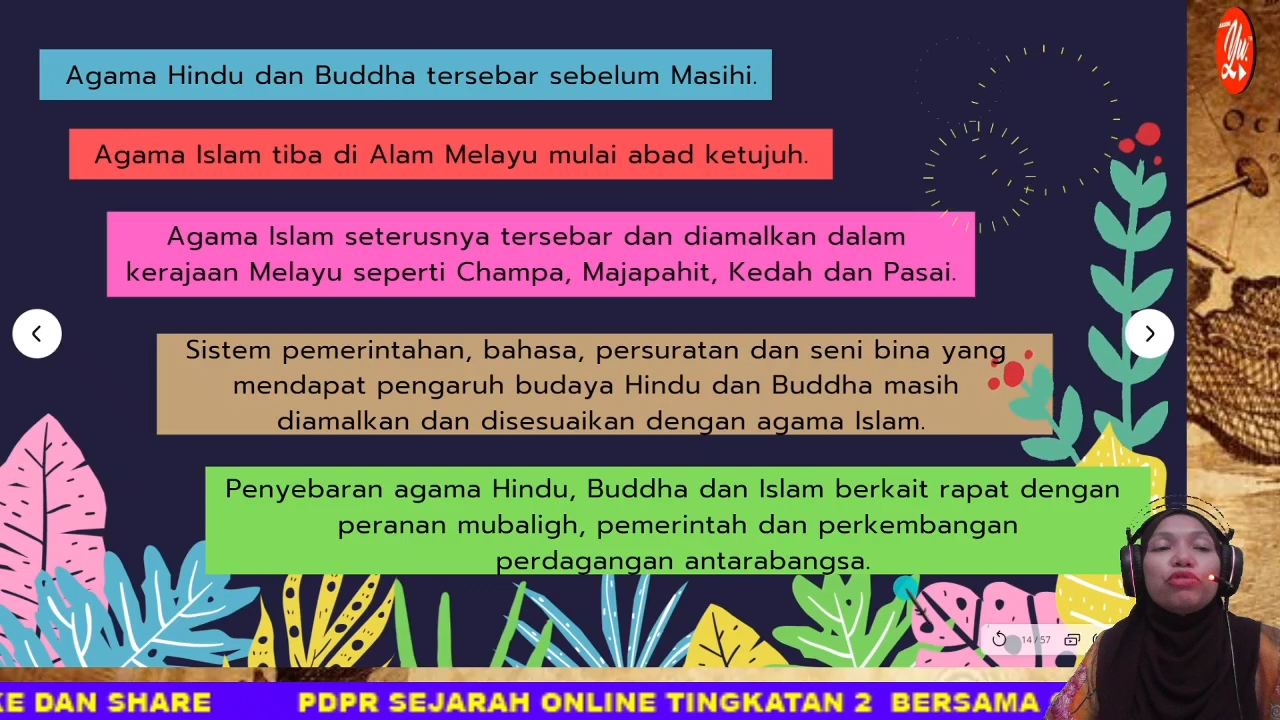 Agama Hindu dan Buddha tersebar sebelum Masihi.
Agama Islam tiba di Alam Melayu mulai abad ketujuh.
Agama Islam seterusnya tersebar dan diamalkan dalam
kerajaan Melayu seperti Champa, Majapahit, Kedah dan Pasai.
Sistem pemerintahan, bahasa, persuratan dan seni bina yang
mendapat pengaruh budaya Hindu dan Buddha masih
diamalkan dan disesuaikan dengan agama Islam.
Penyebaran agama Hindu, Buddha dan Islam berkait rapat dengan
peranan mubaligh, pemerintah dan perkembangan
perdagangan antarabangsa.
14 / 57
KE DAN SHARE PDPR SEJARAH ONLINE TINGKATAN 2 BERSAMA